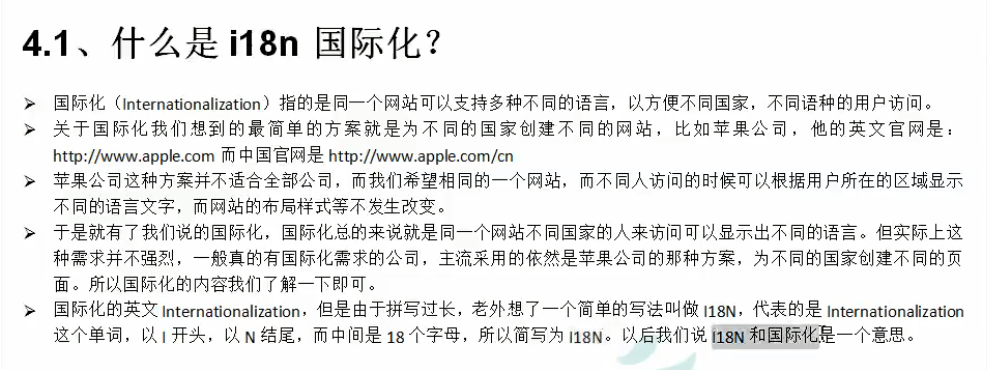 4.1、什么是 i18n 国际化？
➢ 国际化（Internationalization）指的是同一个网站可以支持多种不同的语言，以方便不同国家，不同语种的用户访问。
➢ 关于国际化我们想到的最简单的方案就是为不同的国家创建不同的网站，比如苹果公司，他的英文官网是：
http://www.apple.com 而中国官网是 http://www.apple.com/cn
➢ 苹果公司这种方案并不适合全部公司，而我们希望相同的一个网站，而不同人访问的时候可以根据用户所在的区域显示
不同的语言文字，而网站的布局样式等不发生改变。
➢ 于是就有了我们说的国际化，国际化总的来说就是同一个网站不同国家的人来访问可以显示出不同的语言。但实际上这
种需求并不强烈，一般真的有国际化需求的公司，主流采用的依然是苹果公司的那种方案，为不同的国家创建不同的页
面。所以国际化的内容我们了解一下即可。
➢ 国际化的英文 Internationalization，但是由于拼写过长，老外想了一个简单的写法叫做 I18N，代表的是 Internationalization
这个单词，以 I 开头，以 N 结尾，而中间是 18 个字母，所以简写为 I18N。以后我们说 I18N 和国际化是一个意思。